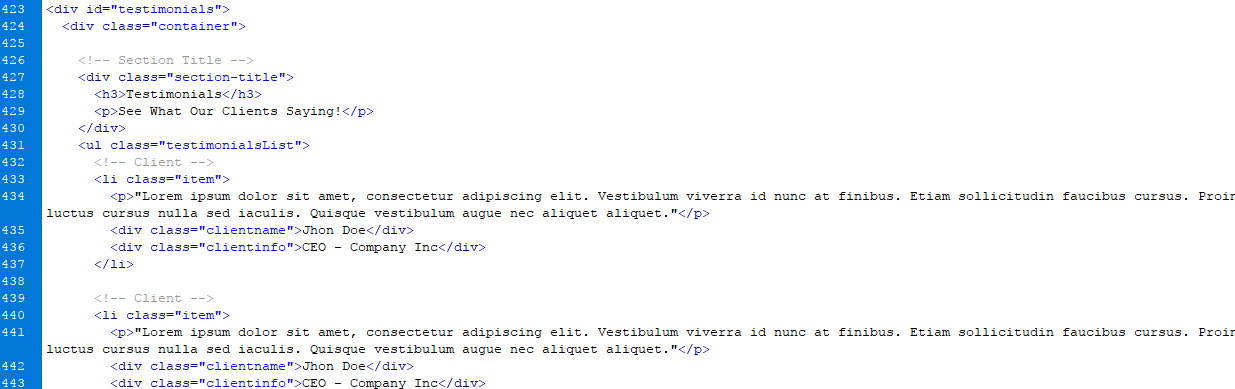 423 <div id="testimonials">
424 <div class="container">
425
426 <!-- Section Title -->
427 <div class="section-title">
428 <h3>Testimonials</h3>
429 <p>See What Our Clients Saying!</p>
430 </div>
431 <ul class="testimonialsList">
432 <!-- Client -->
433 <li class="item">
434 <p>"Lorem ipsum dolor sit amet, consectetur adipiscing elit. Vestibulum viverra id nunc at finibus. Etiam sollicitudin faucibus cursus. Proin
luctus cursus nulla sed iaculis. Quisque vestibulum augue nec aliquet aliquet."</p>
435 <div class="clientname">Jhon Doe</div>
436 <div class="clientinfo">CEO - Company Inc</div>
437 </li>
438
439 <!-- Client -->
440 <li class="item">
441 <p>"Lorem ipsum dolor sit amet, consectetur adipiscing elit. Vestibulum viverra id nunc at finibus. Etiam sollicitudin faucibus cursus. Proin
luctus cursus nulla sed iaculis. Quisque vestibulum augue nec aliquet aliquet."</p>
442 <div class="clientname">Jhon Doe</div>
443 <div class="clientinfo">CEO - Company Inc</div>